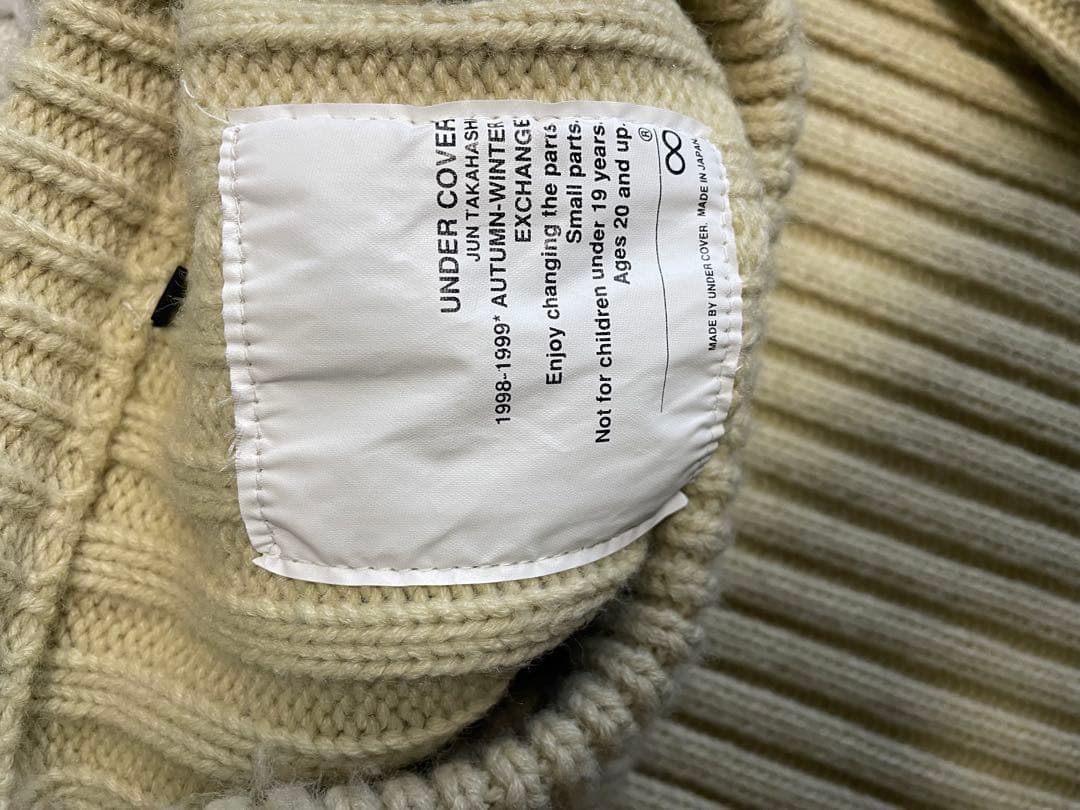 UNDER COVER
JUN TAKAHASHI
1998-1999* AUTUMN-WINTER
EXCHANGE
Enjoy changing the parts
Small parts.
Not for children under 19 years.
Ages 20 and up.
®
∞
MADE BY UNDER COVER. MADE IN JAPAN